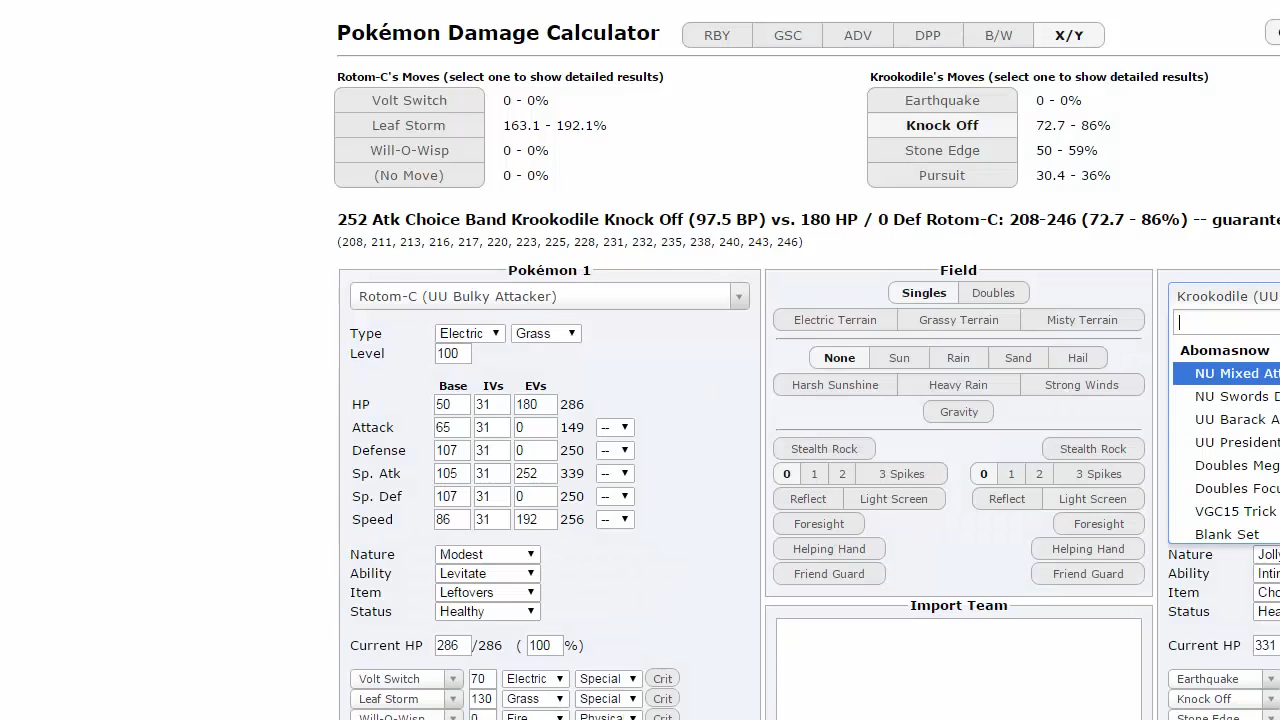 Pokémon Damage Calculator RBY GSC ADV DPP B/W X/Y
Rotom-C's Moves (select one to show detailed results) Krookodile's Moves (select one to show detailed results)
Volt Switch 0 - 0% Earthquake 0 - 0%
Leaf Storm 163.1 - 192.1% Knock Off 72.7 - 86%
Will-O-Wisp 0 - 0% Stone Edge 50 - 59%
(No Move) 0 - 0% Pursuit 30.4 - 36%
252 Atk Choice Band Krookodile Knock Off (97.5 BP) vs. 180 HP / 0 Def Rotom-C: 208-246 (72.7 - 86%) -- guarante
(208, 211, 213, 216, 217, 220, 223, 225, 228, 231, 232, 235, 238, 240, 243, 246)
Pokémon 1
Rotom-C (UU Bulky Attacker)
Type Electric Grass
Level 100
Base IVs EVs
HP 50 31 180 286
Attack 65 31 0 149 --
Defense 107 31 0 250 --
Sp. Atk 105 31 252 339 --
Sp. Def 107 31 0 250 --
Speed 86 31 192 256 --
Nature Modest
Ability Levitate
Item Leftovers
Status Healthy
Current HP 286 /286 ( 100 %)
Volt Switch 70 Electric Special Crit
Leaf Storm 130 Grass Special Crit
Will-O-Wisp 0 Fire Physica Crit
Field
Singles Doubles
Electric Terrain Grassy Terrain Misty Terrain
None Sun Rain Sand Hail
Harsh Sunshine Heavy Rain Strong Winds
Gravity
Stealth Rock Stealth Rock
0 1 2 3 Spikes 0 1 2 3 Spikes
Reflect Light Screen Reflect Light Screen
Foresight Foresight
Helping Hand Helping Hand
Friend Guard Friend Guard
Import Team
Krookodile (UU
Abomasnow
NU Mixed Att
NU Swords D
UU Barack A
UU President
Doubles Meg
Doubles Focu
VGC15 Trick
Blank Set
Nature Jolly
Ability Intin
Item Cho
Status Hea
Current HP 331
Earthquake
Knock Off
Stone Edge